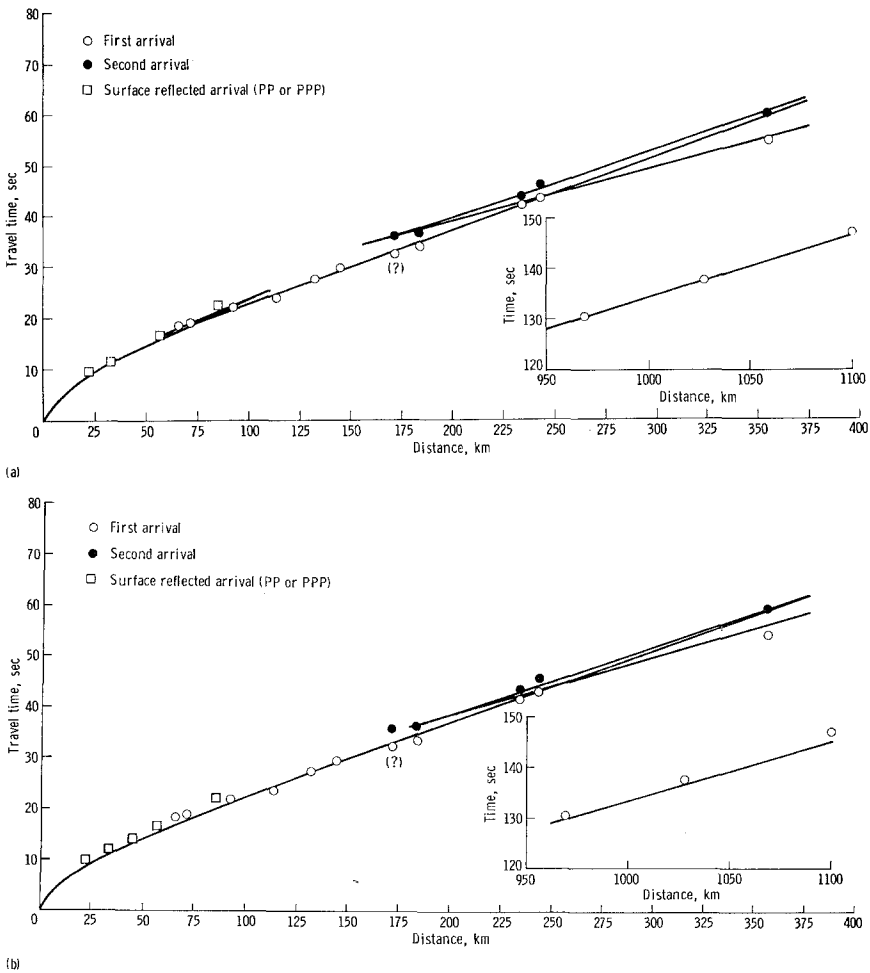 80
70
60
50
40
30
20
10
0
Travel time, sec
First arrival
Second arrival
Surface reflected arrival (PP or PPP)
(?)
150
140
130
120
Time, sec
950 1000 1050 1100
Distance, km
25 50 75 100 125 150 175 200 225 250 275 300 325 350 375 400
Distance, km
(a)
80
70
60
50
40
30
20
10
0
Travel time, sec
First arrival
Second arrival
Surface reflected arrival (PP or PPP)
(?)
150
140
130
120
Time, sec
950 1000 1050 1100
Distance, km
25 50 75 100 125 150 175 200 225 250 275 300 325 350 375 400
Distance, km
(b)